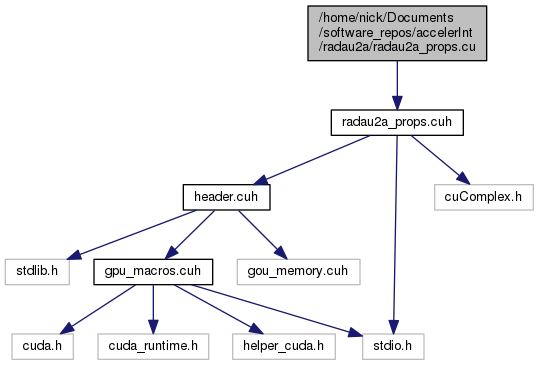 /home/nick/Documents
/software_repos/accelerInt
/radau2a/radau2a_props.cu
radau2a_props.cuh
header.cuh
cuComplex.h
stdlib.h
gpu_macros.cuh
gou_memory.cuh
cuda.h
cuda_runtime.h
helper_cuda.h
stdio.h